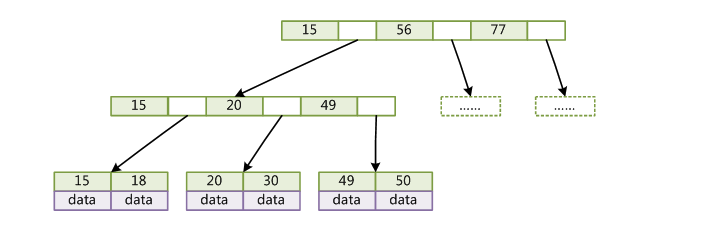 15 56 77
15 20 49 ...... ......
15 18 20 30 49 50
data data data data data data